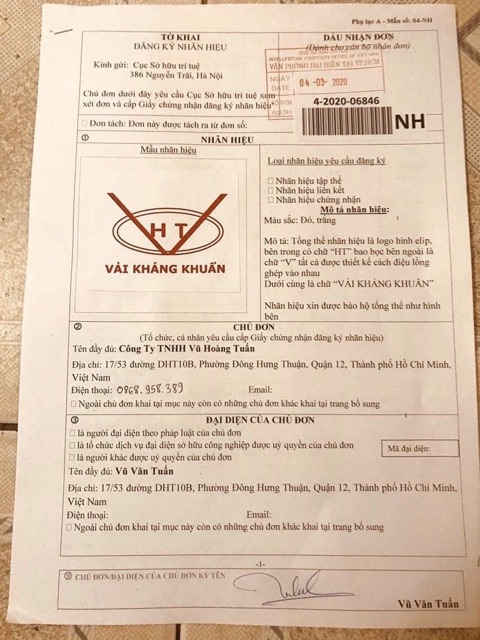 Phụ lục A - Mẫu số: 04-NH
TỜ KHAI
ĐĂNG KÝ NHÃN HIỆU
Kính gửi: Cục Sở hữu trí tuệ
386 Nguyễn Trãi, Hà Nội
Chủ đơn dưới đây yêu cầu Cục Sở hữu trí tuệ xem
xét đơn và cấp Giấy chứng nhận đăng ký nhãn hiệu
DẤU NHẬN ĐƠN
(Dành cho cán bộ nhận đơn)
INTELLECTUAL PROPERTY OFFICE OF VIET NAM
VĂN PHÒNG ĐẠI DIỆN TẠI TP.HCM
NGÀY
DATE
04-03-2020
SỐ ĐƠN
4-2020-06846
NH
□ Đơn tách: Đơn này được tách ra từ đơn số:
① NHÃN HIỆU
Mẫu nhãn hiệu
HT
VẢI KHÁNG KHUẨN
Loại nhãn hiệu yêu cầu đăng ký
□ Nhãn hiệu tập thể
□ Nhãn hiệu liên kết
□ Nhãn hiệu chứng nhận
Mô tả nhãn hiệu:
Màu sắc: Đỏ, trắng
Mô tả: Tổng thể nhãn hiệu là logo hình elip,
bên trong có chữ “HT” bao bọc bên ngoài là
chữ “V” tất cả được thiết kế cách điệu lồng
ghép vào nhau
Dưới cùng là chữ “VẢI KHÁNG KHUẨN”
Nhãn hiệu xin được bảo hộ tổng thể như hình
bên
② CHỦ ĐƠN
(Tổ chức, cá nhân yêu cầu cấp Giấy chứng nhận đăng ký nhãn hiệu)
Tên đầy đủ: Công Ty TNHH Vũ Hoàng Tuấn
Địa chỉ: 17/53 đường DHT10B, Phường Đông Hưng Thuận, Quận 12, Thành phố Hồ Chí Minh,
Việt Nam
Điện thoại: 0868.958.389 Email:
□ Ngoài chủ đơn khai tại mục này còn có những chủ đơn khác khai tại trang bổ sung
③ ĐẠI DIỆN CỦA CHỦ ĐƠN
□ là người đại diện theo pháp luật của chủ đơn
□ là tổ chức dịch vụ đại diện sở hữu công nghiệp được uỷ quyền của chủ đơn
□ là người khác được uỷ quyền của chủ đơn
Mã đại diện:
Tên đầy đủ: Vũ Văn Tuấn
Địa chỉ: 17/53 đường DHT10B, Phường Đông Hưng Thuận, Quận 12, Thành phố Hồ Chí Minh,
Việt Nam
Điện thoại: Email:
□ Ngoài chủ đơn khai tại mục này còn có những chủ đơn khác khai tại trang bổ sung
-1-
CHỦ ĐƠN/ĐẠI DIỆN CỦA CHỦ ĐƠN KÝ TÊN
Vũ Văn Tuấn